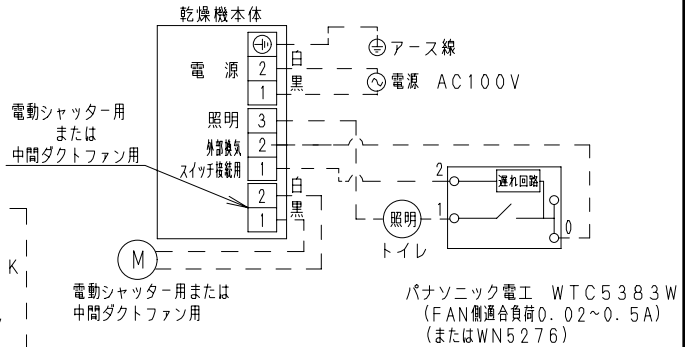 乾燥機本体
アース線
白
電源 2
黒
電源 AC100V
1
電動シャッター用
または
中間ダクトファン用
照明 3
外部換気 2
スイッチ接続用 1
2 白
1 黒
2 遅れ回路
1
0
照明
トイレ
M
K
電動シャッター用または
中間ダクトファン用
パナソニック電工 WTC5383W
(FAN側適合負荷0.02~0.5A)
(またはWN5276)